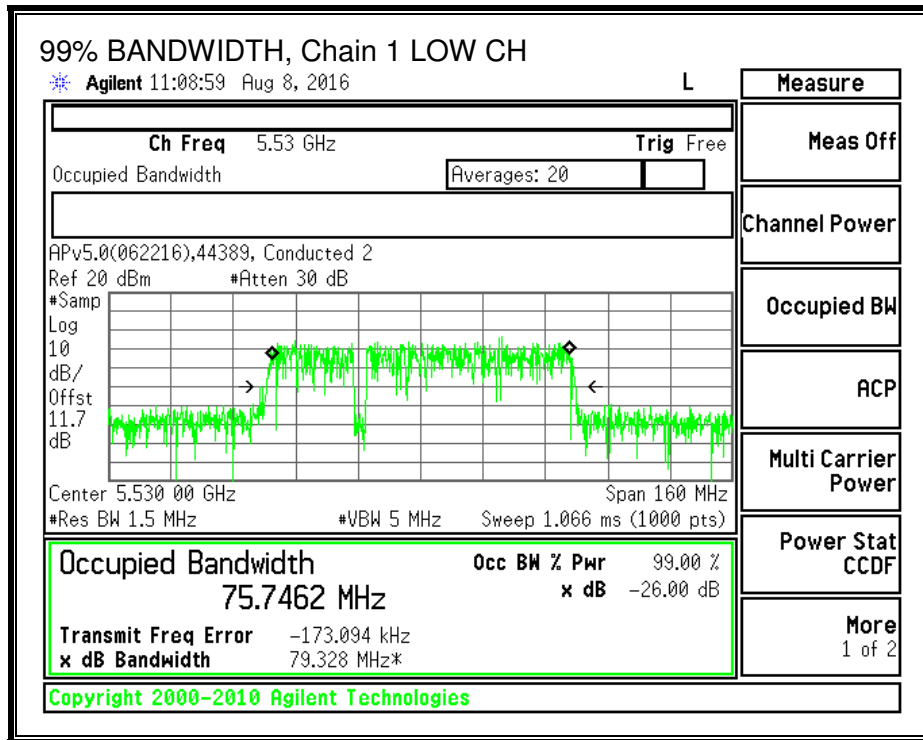 99% BANDWIDTH, Chain 1 LOW CH
Agilent 11:08:59 Aug 8, 2016 L
Measure
Ch Freq 5.53 GHz Trig Free
Occupied Bandwidth Averages: 20
APv5.0(062216),44389, Conducted 2
Ref 20 dBm #Atten 30 dB
#Samp
Log
10
dB/
Offst
11.7
dB
Center 5.530 00 GHz Span 160 MHz
#Res BW 1.5 MHz #VBW 5 MHz Sweep 1.066 ms (1000 pts)
Occupied Bandwidth Occ BW % Pwr 99.00 %
75.7462 MHz x dB -26.00 dB
Transmit Freq Error -173.094 kHz
x dB Bandwidth 79.328 MHz*
Copyright 2000-2010 Agilent Technologies
Meas Off
Channel Power
Occupied BW
ACP
Multi Carrier
Power
Power Stat
CCDF
More
1 of 2